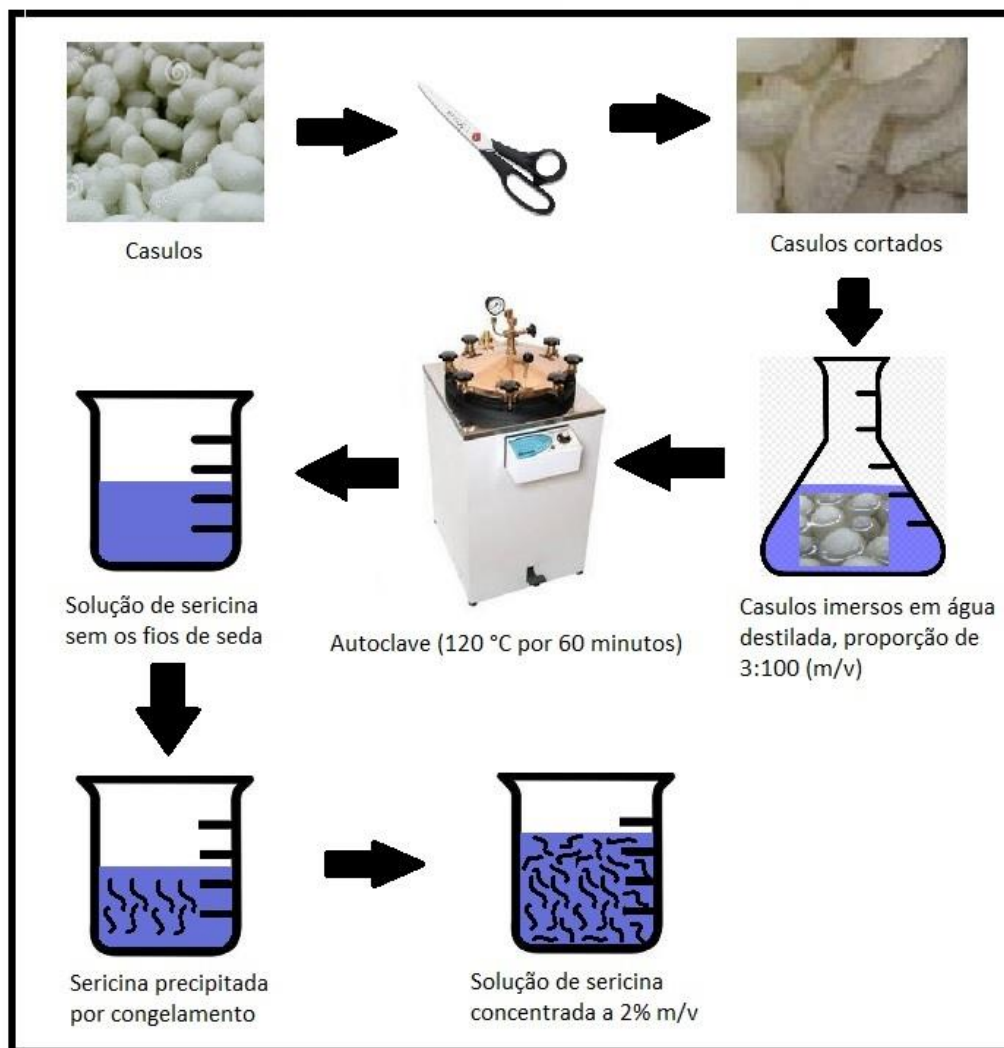 Casulos
Casulos cortados
Casulos imersos em água
destilada, proporção de
3:100 (m/v)
Autoclave (120 °C por 60 minutos)
Solução de sericina
sem os fios de seda
Sericina precipitada
por congelamento
Solução de sericina
concentrada a 2% m/v